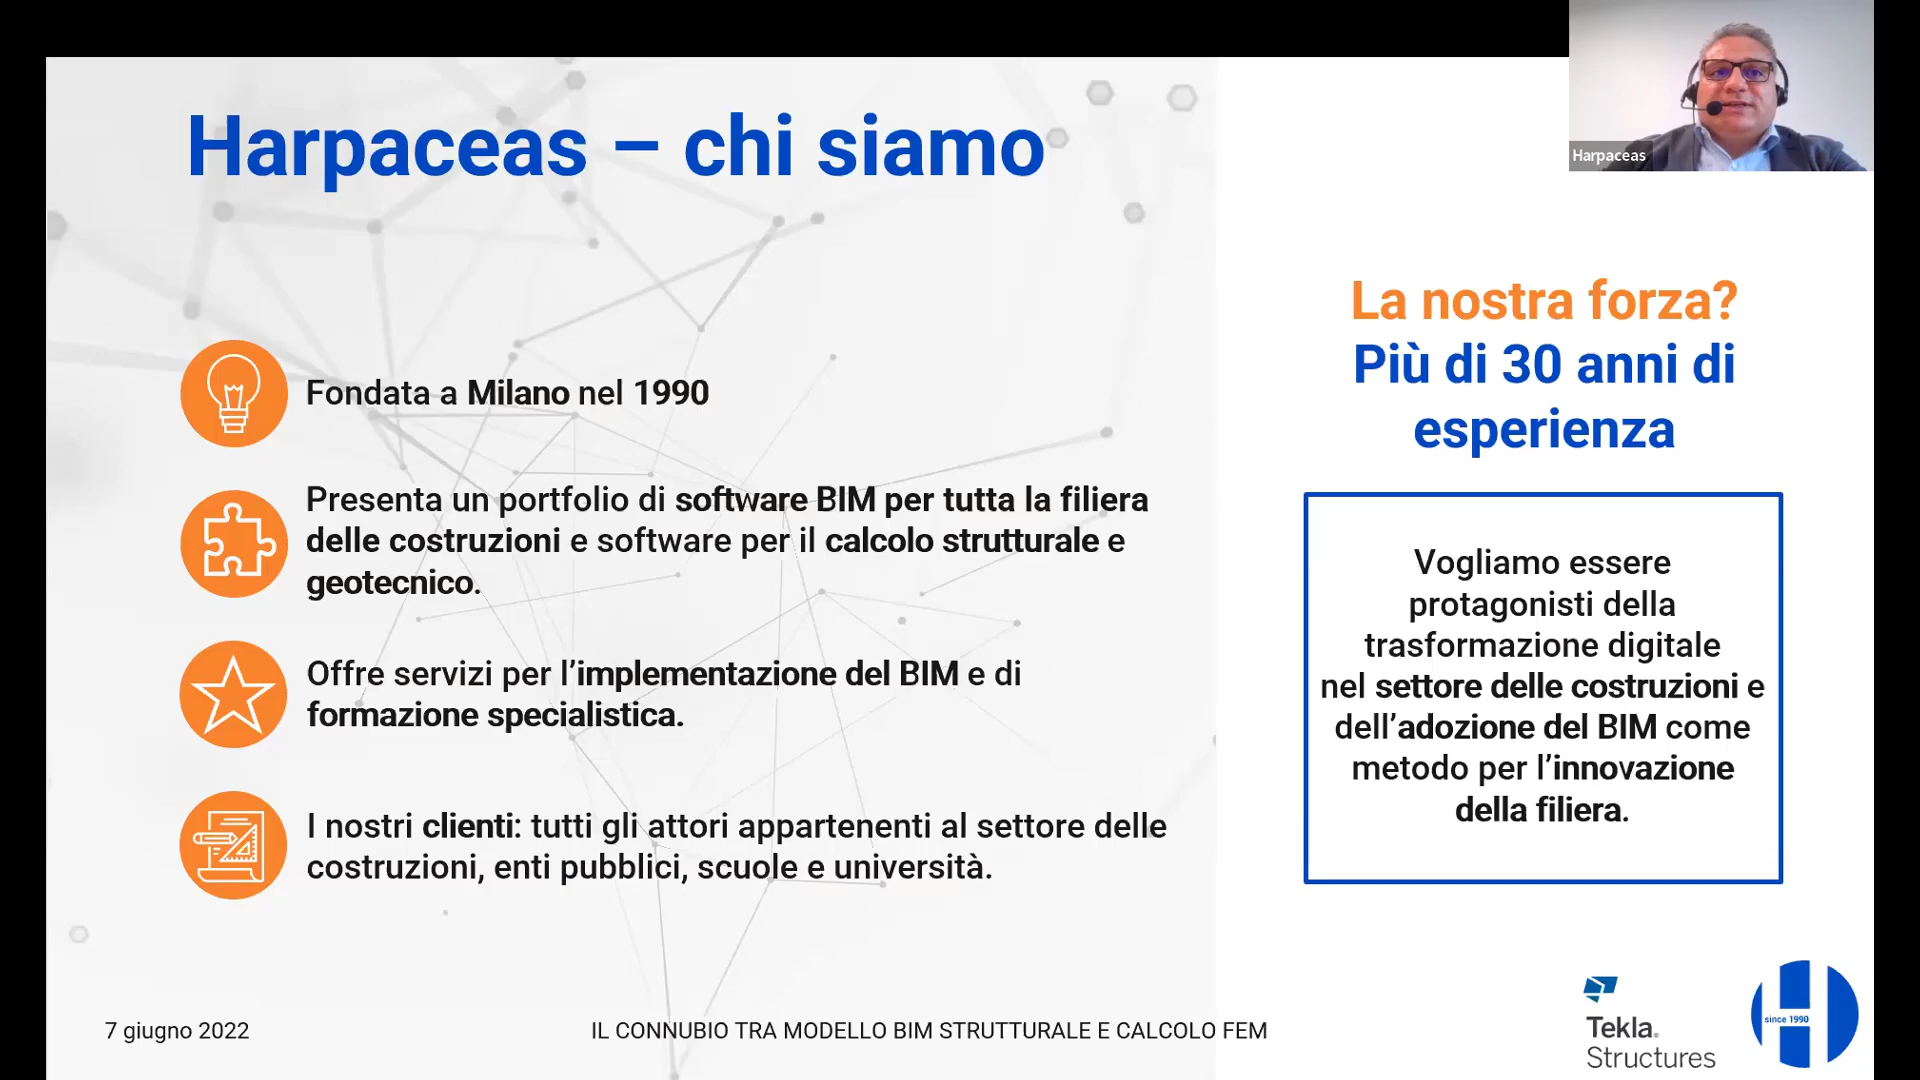 Harpaceas – chi siamo
Harpaceas
Fondata a Milano nel 1990
Presenta un portfolio di software BIM per tutta la filiera
delle costruzioni e software per il calcolo strutturale e
geotecnico.
Offre servizi per l’implementazione del BIM e di
formazione specialistica.
I nostri clienti: tutti gli attori appartenenti al settore delle
costruzioni, enti pubblici, scuole e università.
La nostra forza?
Più di 30 anni di
esperienza
Vogliamo essere
protagonisti della
trasformazione digitale
nel settore delle costruzioni e
dell’adozione del BIM come
metodo per l’innovazione
della filiera.
7 giugno 2022
IL CONNUBIO TRA MODELLO BIM STRUTTURALE E CALCOLO FEM
Tekla®
Structures
since 1990